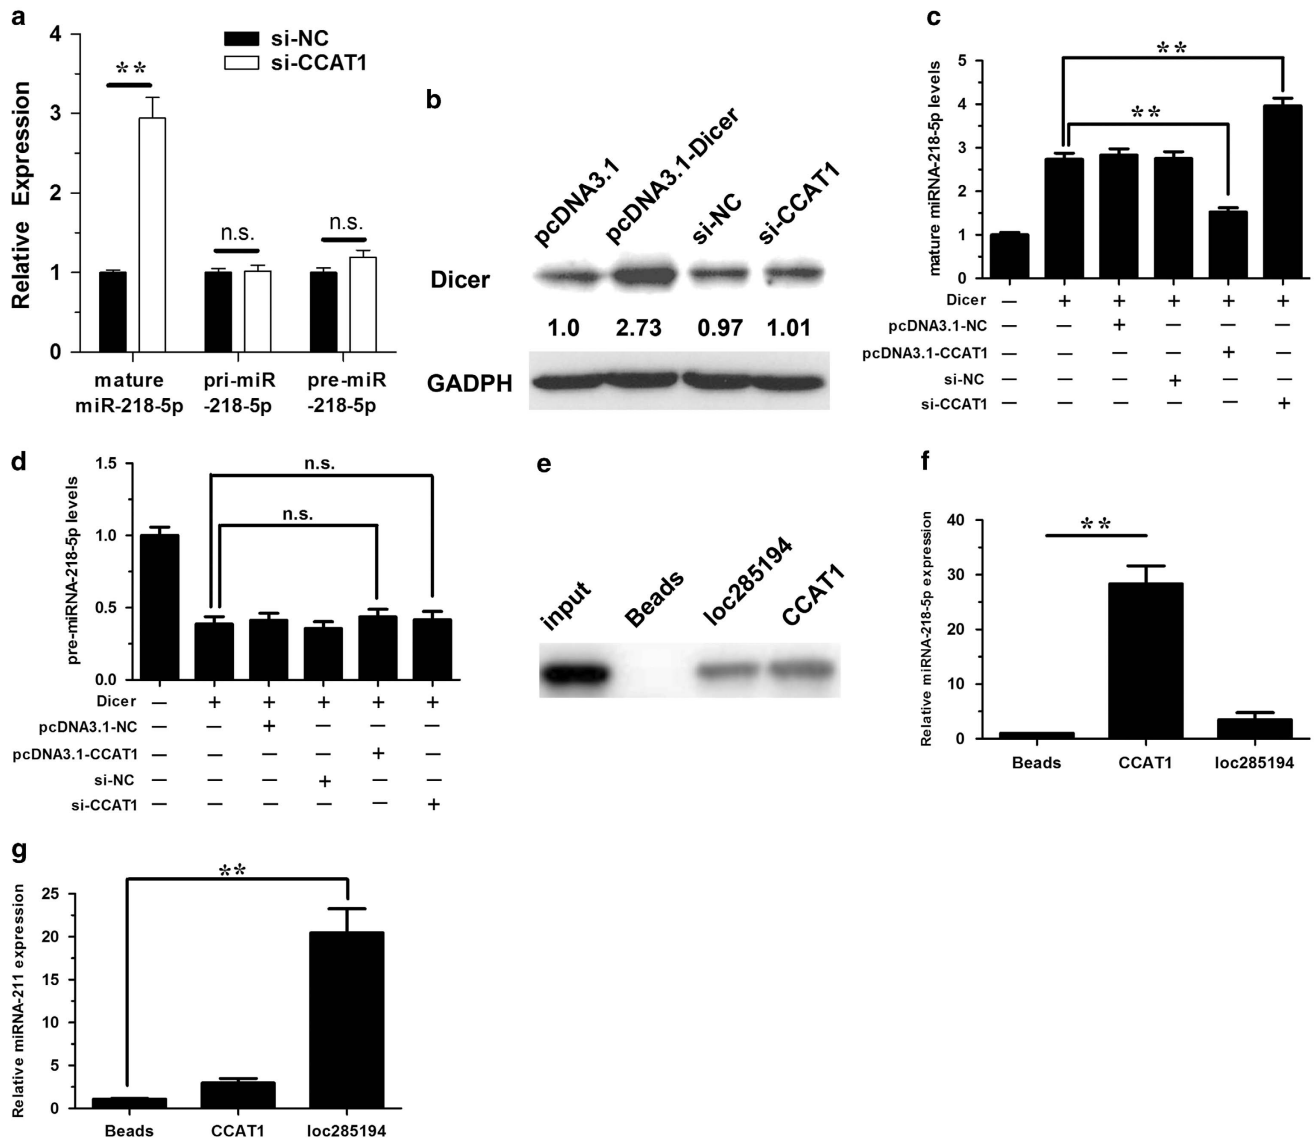 a
4
3
2
1
0
Relative Expression
si-NC
si-CCAT1
**
n.s.
n.s.
mature
miR-218-5p
pri-miR
-218-5p
pre-miR
-218-5p
b
pcDNA3.1
pcDNA3.1-Dicer
si-NC
si-CCAT1
Dicer
1.0 2.73 0.97 1.01
GADPH
c
mature miRNA-218-5p levels
5
4
3
2
1
0
**
**
Dicer — + + + + +
pcDNA3.1-NC — — + — — —
pcDNA3.1-CCAT1 — — — — + —
si-NC — — — + — —
si-CCAT1 — — — — — +
d
pre-miRNA-218-5p levels
1.5
1.0
0.5
0.0
n.s.
n.s.
Dicer — + + + + +
pcDNA3.1-NC — — + — — —
pcDNA3.1-CCAT1 — — — — + —
si-NC — — — + — —
si-CCAT1 — — — — — +
e
input
Beads
loc285194
CCAT1
f
Relative miRNA-218-5p expression
40
30
20
10
0
**
Beads CCAT1 loc285194
g
Relative miRNA-211 expression
25
20
15
10
5
0
**
Beads CCAT1 loc285194